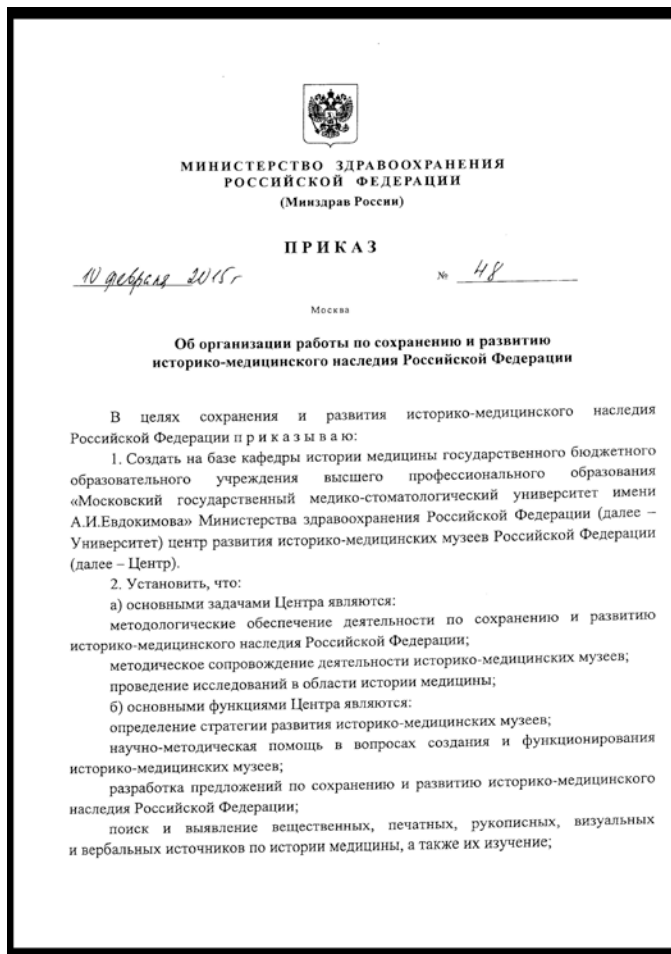 МИНИСТЕРСТВО ЗДРАВООХРАНЕНИЯ
РОССИЙСКОЙ ФЕДЕРАЦИИ
(Минздрав России)
ПРИКАЗ
10 февраля 2015 г
№ 48
Москва
Об организации работы по сохранению и развитию
историко-медицинского наследия Российской Федерации
В целях сохранения и развития историко-медицинского наследия
Российской Федерации п р и к а з ы в а ю:
1. Создать на базе кафедры истории медицины государственного бюджетного
образовательного учреждения высшего профессионального образования
«Московский государственный медико-стоматологический университет имени
А.И.Евдокимова» Министерства здравоохранения Российской Федерации (далее –
Университет) центр развития историко-медицинских музеев Российской Федерации
(далее – Центр).
2. Установить, что:
а) основными задачами Центра являются:
методологические обеспечение деятельности по сохранению и развитию
историко-медицинского наследия Российской Федерации;
методическое сопровождение деятельности историко-медицинских музеев;
проведение исследований в области истории медицины;
б) основными функциями Центра являются:
определение стратегии развития историко-медицинских музеев;
научно-методическая помощь в вопросах создания и функционирования
историко-медицинских музеев;
разработка предложений по сохранению и развитию историко-медицинского
наследия Российской Федерации;
поиск и выявление вещественных, печатных, рукописных, визуальных
и вербальных источников по истории медицины, а также их изучение;